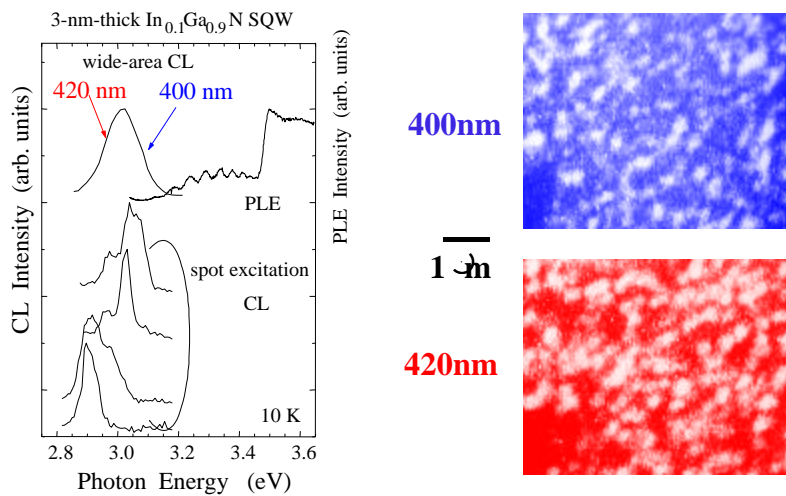 3-nm-thick In0.1Ga0.9N SQW
wide-area CL
420 nm
400 nm
PLE
spot excitation
CL
10 K
CL Intensity (arb. units)
PLE Intensity (arb. units)
2.8 3.0 3.2 3.4 3.6
Photon Energy (eV)
400nm
1 m
420nm